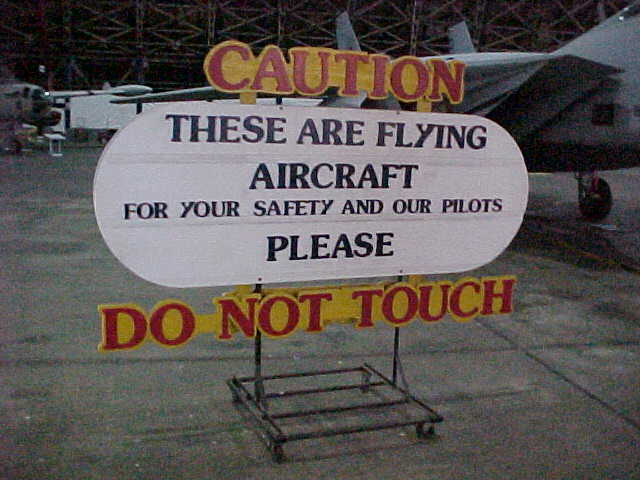 CAUTION
THESE ARE FLYING
AIRCRAFT
FOR YOUR SAFETY AND OUR PILOTS
PLEASE
DO NOT TOUCH